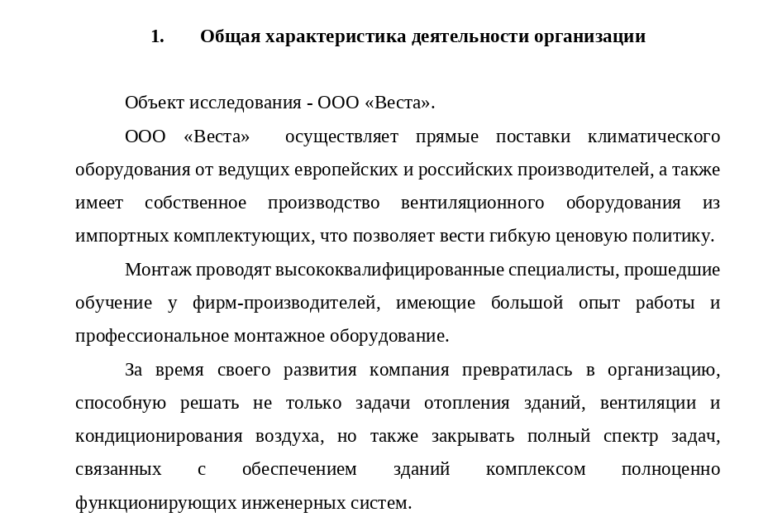 1. Общая характеристика деятельности организации
Объект исследования - ООО «Веста».
ООО «Веста» осуществляет прямые поставки климатического
оборудования от ведущих европейских и российских производителей, а также
имеет собственное производство вентиляционного оборудования из
импортных комплектующих, что позволяет вести гибкую ценовую политику.
Монтаж проводят высококвалифицированные специалисты, прошедшие
обучение у фирм-производителей, имеющие большой опыт работы и
профессиональное монтажное оборудование.
За время своего развития компания превратилась в организацию,
способную решать не только задачи отопления зданий, вентиляции и
кондиционирования воздуха, но также закрывать полный спектр задач,
связанных с обеспечением зданий комплексом полноценно
функционирующих инженерных систем.